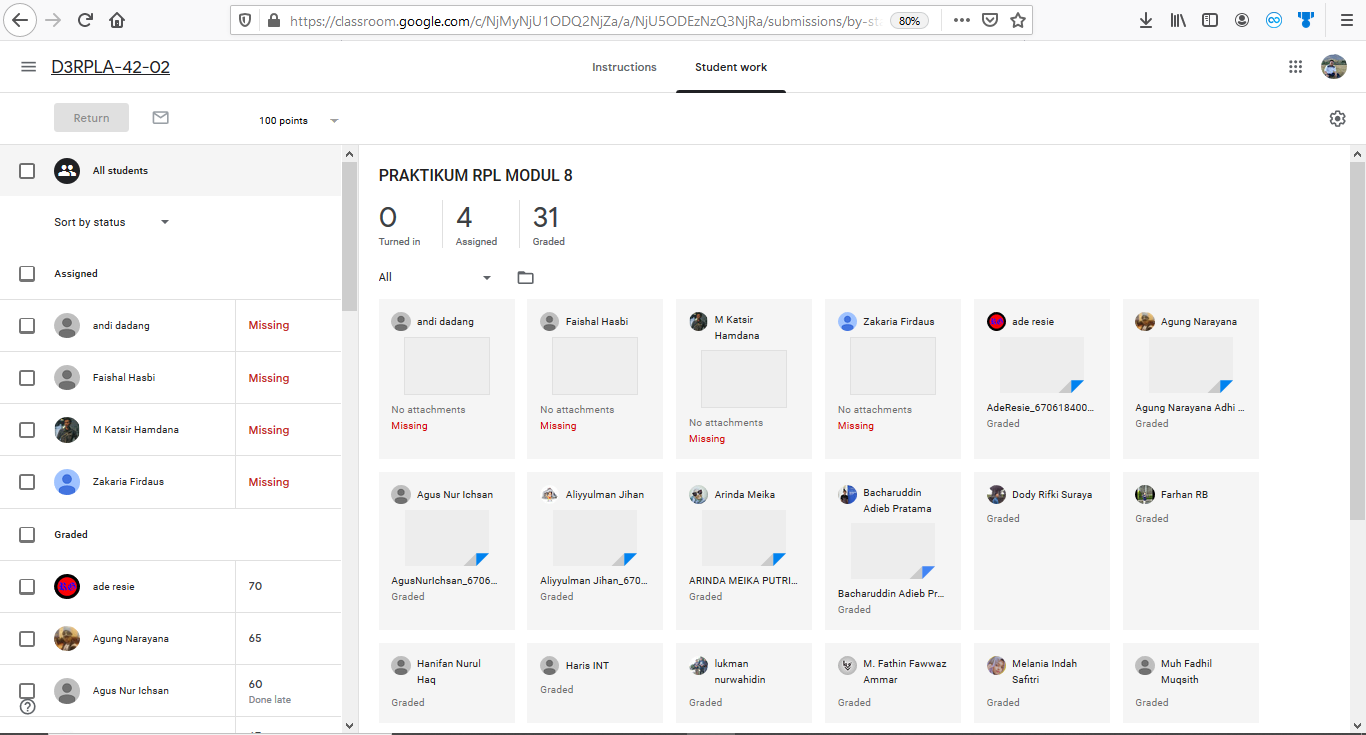 https://classroom.google.com/c/NjMyNjU1ODQ2NjZa/a/NjU5ODEzNzQ3NjRa/submissions/by-st
80%
D3RPLA-42-02
Instructions
Student work
Return
100 points
All students
Sort by status
Assigned
andi dadang
Missing
Faishal Hasbi
Missing
M Katsir Hamdana
Missing
Zakaria Firdaus
Missing
Graded
ade resie
70
Agung Narayana
65
Agus Nur Ichsan
60
Done late
PRAKTIKUM RPL MODUL 8
0
Turned in
4
Assigned
31
Graded
All
andi dadang
No attachments
Missing
Faishal Hasbi
No attachments
Missing
M Katsir
Hamdana
No attachments
Missing
Zakaria Firdaus
No attachments
Missing
ade resie
AdeResie_670618400...
Graded
Agung Narayana
Agung Narayana Adhi ...
Graded
Agus Nur Ichsan
AgusNurIchsan_6706...
Graded
Aliyyulman Jihan
Aliyyulman Jihan_670...
Graded
Arinda Meika
ARINDA MEIKA PUTRI...
Graded
Bacharuddin
Adieb Pratama
Bacharuddin Adieb Pr...
Graded
Dody Rifki Suraya
Graded
Farhan RB
Graded
Hanifan Nurul
Haq
Graded
Haris INT
Graded
lukman
nurwahidin
Graded
M. Fathin Fawwaz
Ammar
Graded
Melania Indah
Safitri
Graded
Muh Fadhil
Muqsith
Graded